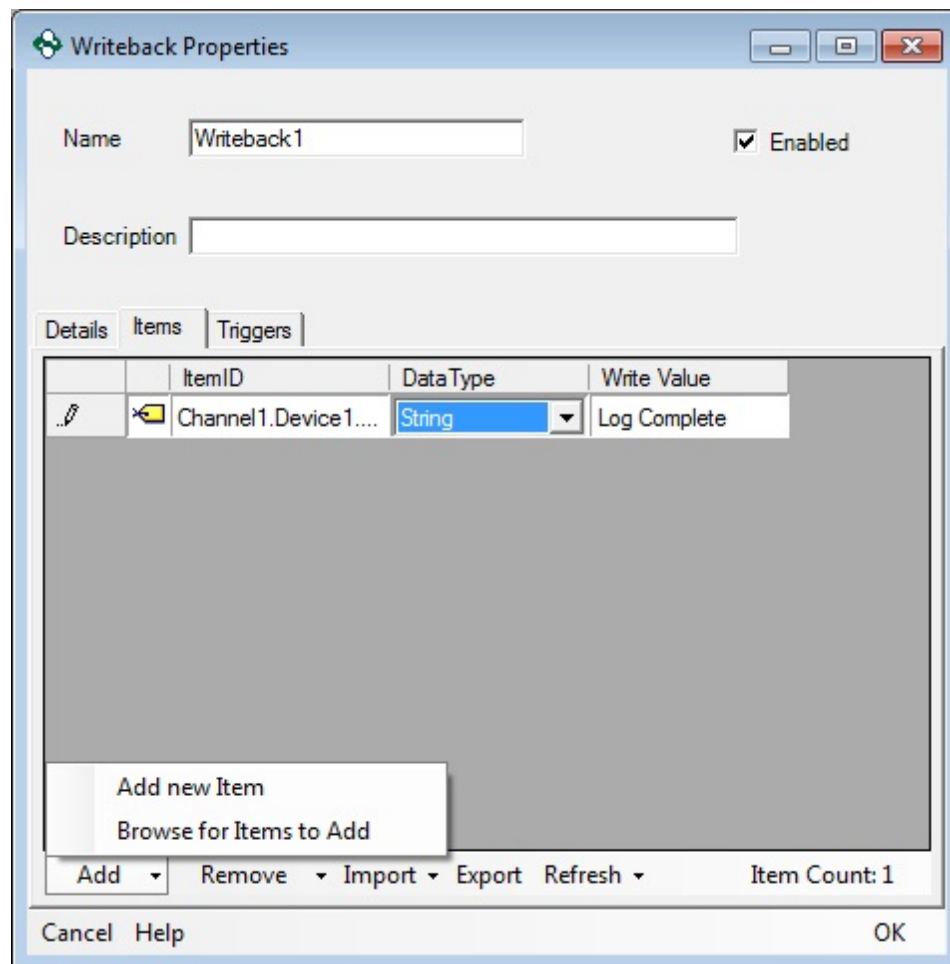 Writeback Properties
Name Writeback1 Enabled
Description
Details Items Triggers
ItemID DataType Write Value
Channel1.Device1.... String Log Complete
Add new Item
Browse for Items to Add
Add Remove Import Export Refresh Item Count: 1
Cancel Help OK